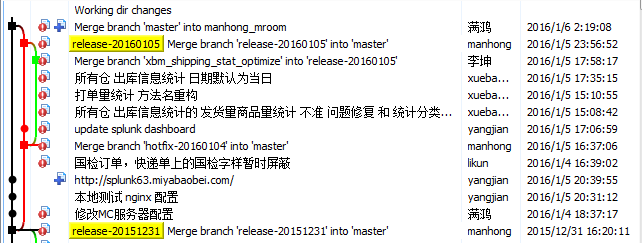 Working dir changes
Merge branch 'master' into manhong_mroom 满鸿 2016/1/6 2:19:08
release-20160105 Merge branch 'release-20160105' into 'master' manhong 2016/1/5 23:56:52
Merge branch 'xbm_shipping_stat_optimize' into 'release-20160105' 李坤 2016/1/5 17:58:17
所有仓 出库信息统计 日期默认为当日 xueba... 2016/1/5 17:35:15
打单量统计 方法名重构 xueba... 2016/1/5 15:10:55
所有仓 出库信息统计的 发货量商品量统计 不准 问题修复 和 统计分类... xueba... 2016/1/5 15:08:42
update splunk dashboard yangjian 2016/1/5 17:06:59
Merge branch 'hotfix-20160104' into 'master' manhong 2016/1/5 16:37:06
国检订单，快递单上的国检字样暂时屏蔽 likun 2016/1/4 16:39:02
http://splunk63.miyabaobei.com/ yangjian 2016/1/5 20:39:55
本地测试 nginx 配置 yangjian 2016/1/5 20:31:12
修改MC服务器配置 满鸿 2016/1/4 18:37:17
release-20151231 Merge branch 'release-20151231' into 'master' manhong 2015/12/31 16:20:11